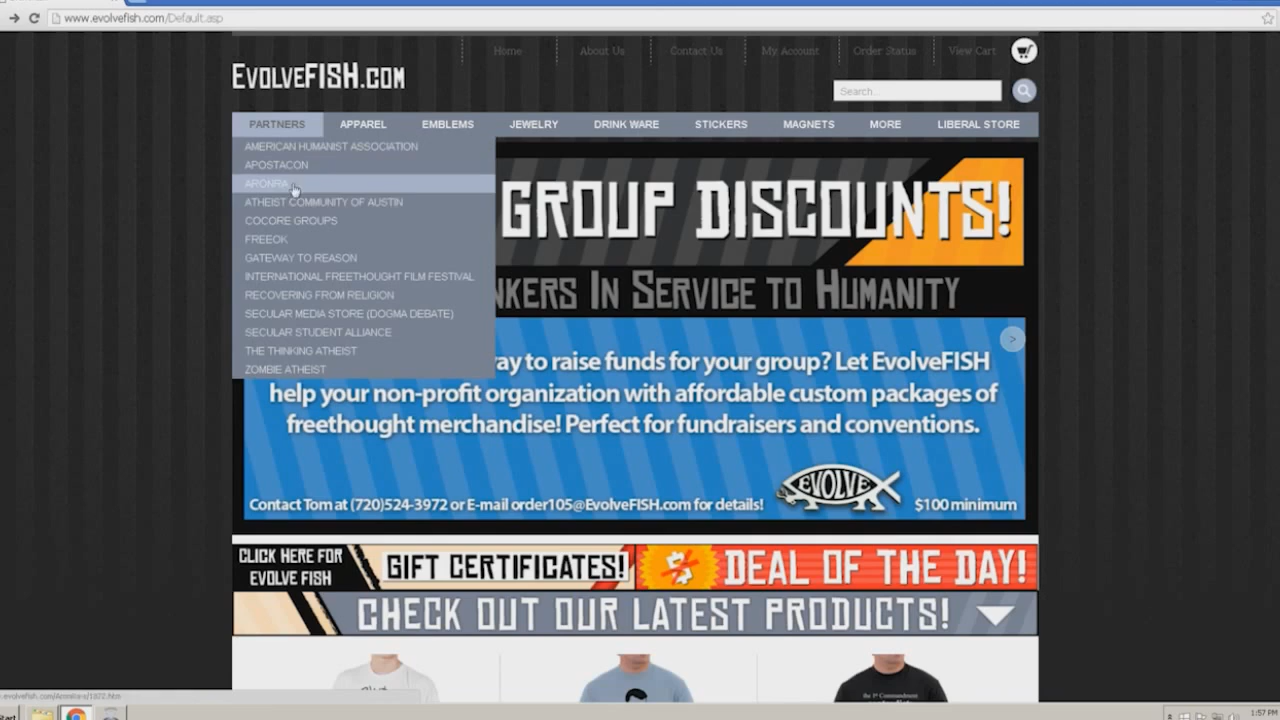 www.evolvefish.com/Default.asp
Home About Us Contact Us My Account Order Status View Cart
EVOLVEFISH.COM
Search...
PARTNERS APPAREL EMBLEMS JEWELRY DRINK WARE STICKERS MAGNETS MORE LIBERAL STORE
AMERICAN HUMANIST ASSOCIATION
APOSTACON
ARONRA
ATHEIST COMMUNITY OF AUSTIN
COCORE GROUPS
FREEOK
GATEWAY TO REASON
INTERNATIONAL FREETHOUGHT FILM FESTIVAL
RECOVERING FROM RELIGION
SECULAR MEDIA STORE (DOGMA DEBATE)
SECULAR STUDENT ALLIANCE
THE THINKING ATHEIST
ZOMBIE ATHEIST
GROUP DISCOUNTS!
NKERS IN SERVICE TO HUMANITY
>
ay to raise funds for your group? Let EvolveFISH
help your non-profit organization with affordable custom packages of
freethought merchandise! Perfect for fundraisers and conventions.
EVOLVE
Contact Tom at (720)524-3972 or E-mail order105@EvolveFISH.com for details! $100 minimum
CLICK HERE FOR
EVOLVE FISH
GIFT CERTIFICATES!
DEAL OF THE DAY!
CHECK OUT OUR LATEST PRODUCTS!
the 1st Commandment
1:57 PM